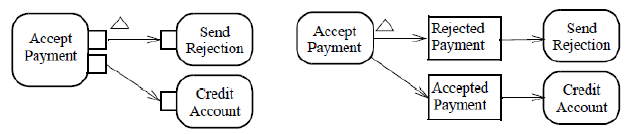 Accept
Payment
Send
Rejection
Credit
Account
Accept
Payment
Rejected
Payment
Send
Rejection
Accepted
Payment
Credit
Account